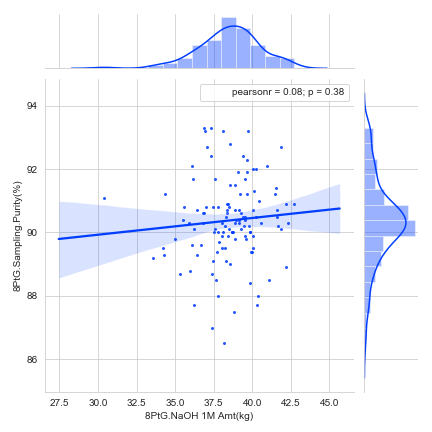 pearsonr = 0.08; p = 0.38
94
92
90
88
86
8PtG.Sampling.Purity(%)
27.5 30.0 32.5 35.0 37.5 40.0 42.5 45.0
8PtG.NaOH 1M Amt(kg)